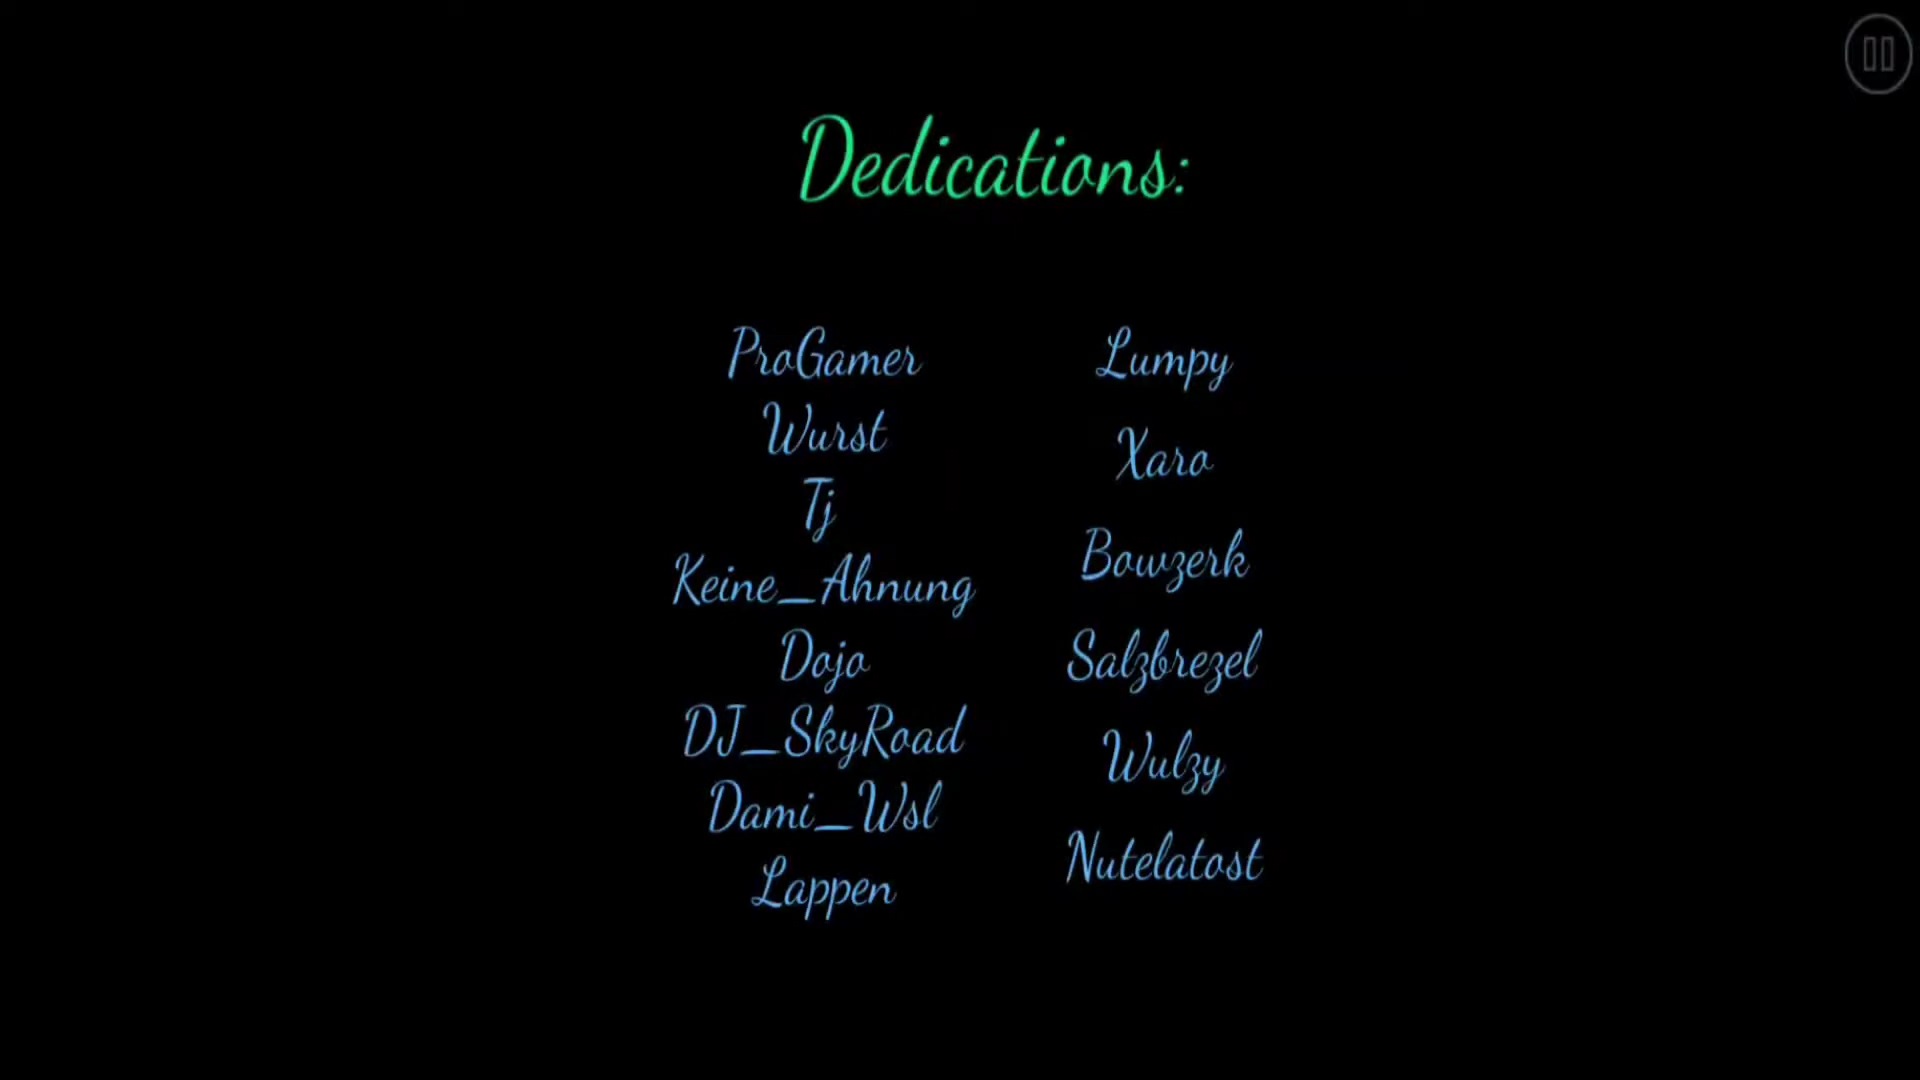 Dedications:
ProGamer
Wurst
Tj
Keine_Ahnung
Dojo
DJ_SkyRoad
Dami_Wsl
Lappen
Lumpy
Xaro
Bowzerk
Salzbrezel
Wulzy
Nutelatost